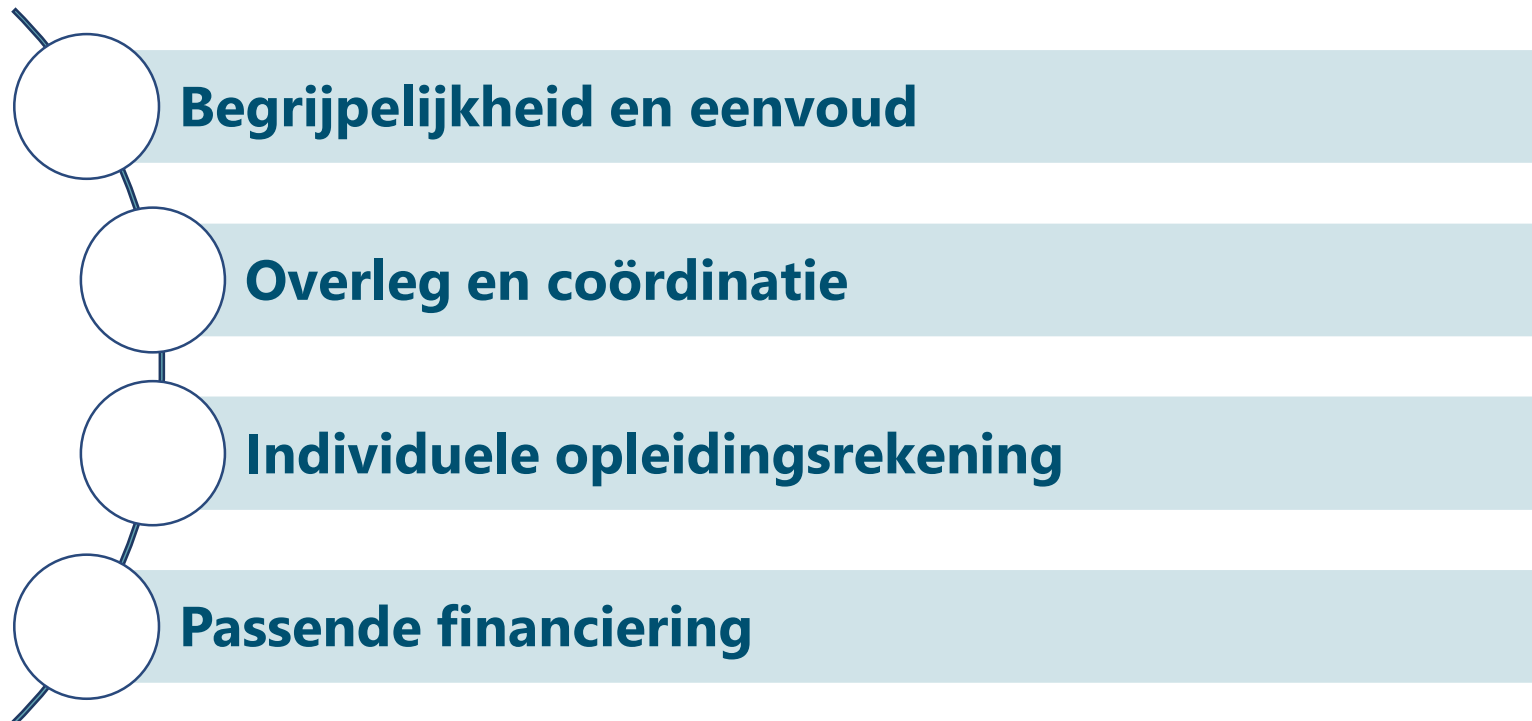 Begrijpelijkheid en eenvoud
Overleg en coördinatie
Individuele opleidingsrekening
Passende financiering